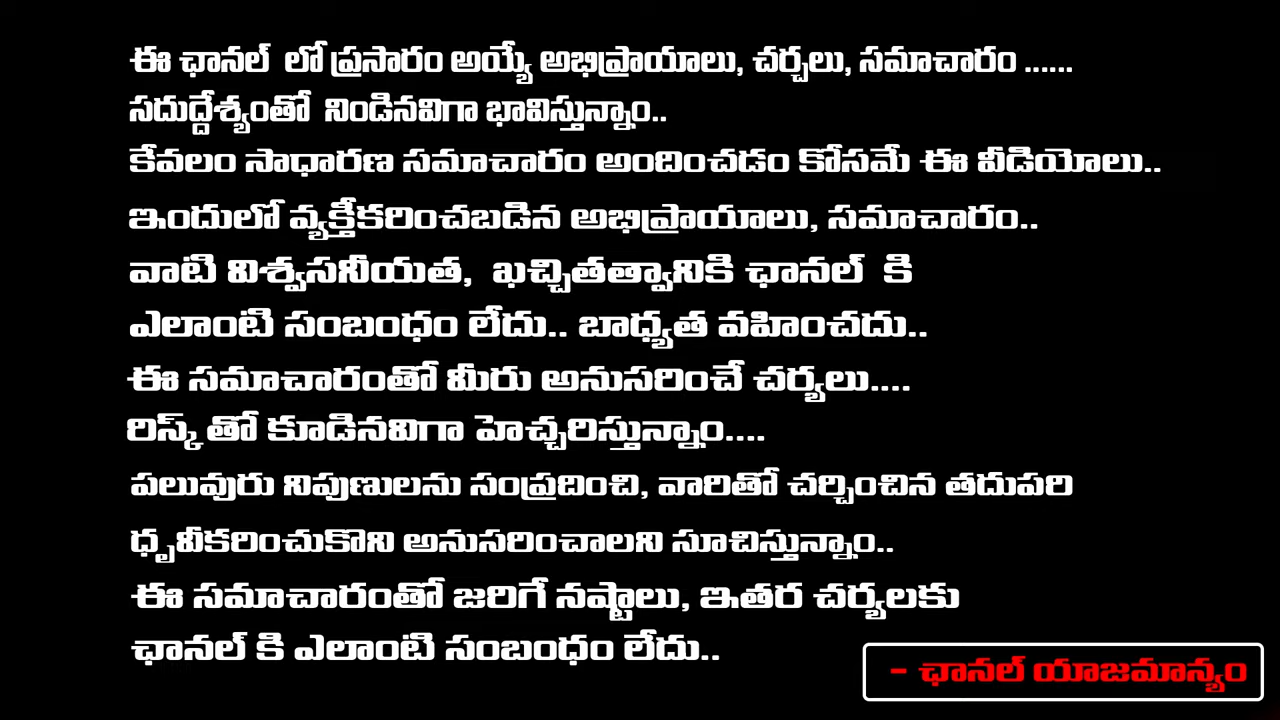 ఈ ఛానల్ లో ప్రసారం అయ్యే అభిప్రాయాలు, చర్చలు, సమాచారం ......
సదుద్దేశ్యంతో నిండినవిగా భావిస్తున్నాం..
కేవలం సాధారణ సమాచారం అందించడం కోసమే ఈ వీడియోలు..
ఇందులో వ్యక్తీకరించబడిన అభిప్రాయాలు, సమాచారం..
వాటి విశ్వసనీయత, ఖచ్చితత్వానికి ఛానల్ కి
ఎలాంటి సంబంధం లేదు.. బాధ్యత వహించదు..
ఈ సమాచారంతో మీరు అనుసరించే చర్యలు....
రిస్క్ తో కూడినవిగా హెచ్చరిస్తున్నాం....
పలువురు నిపుణులను సంప్రదించి, వారితో చర్చించిన తదుపరి
ధృవీకరించుకొని అనుసరించాలని సూచిస్తున్నాం..
ఈ సమాచారంతో జరిగే నష్టాలు, ఇతర చర్యలకు
ఛానల్ కి ఎలాంటి సంబంధం లేదు..
- ఛానల్ యాజమాన్యం